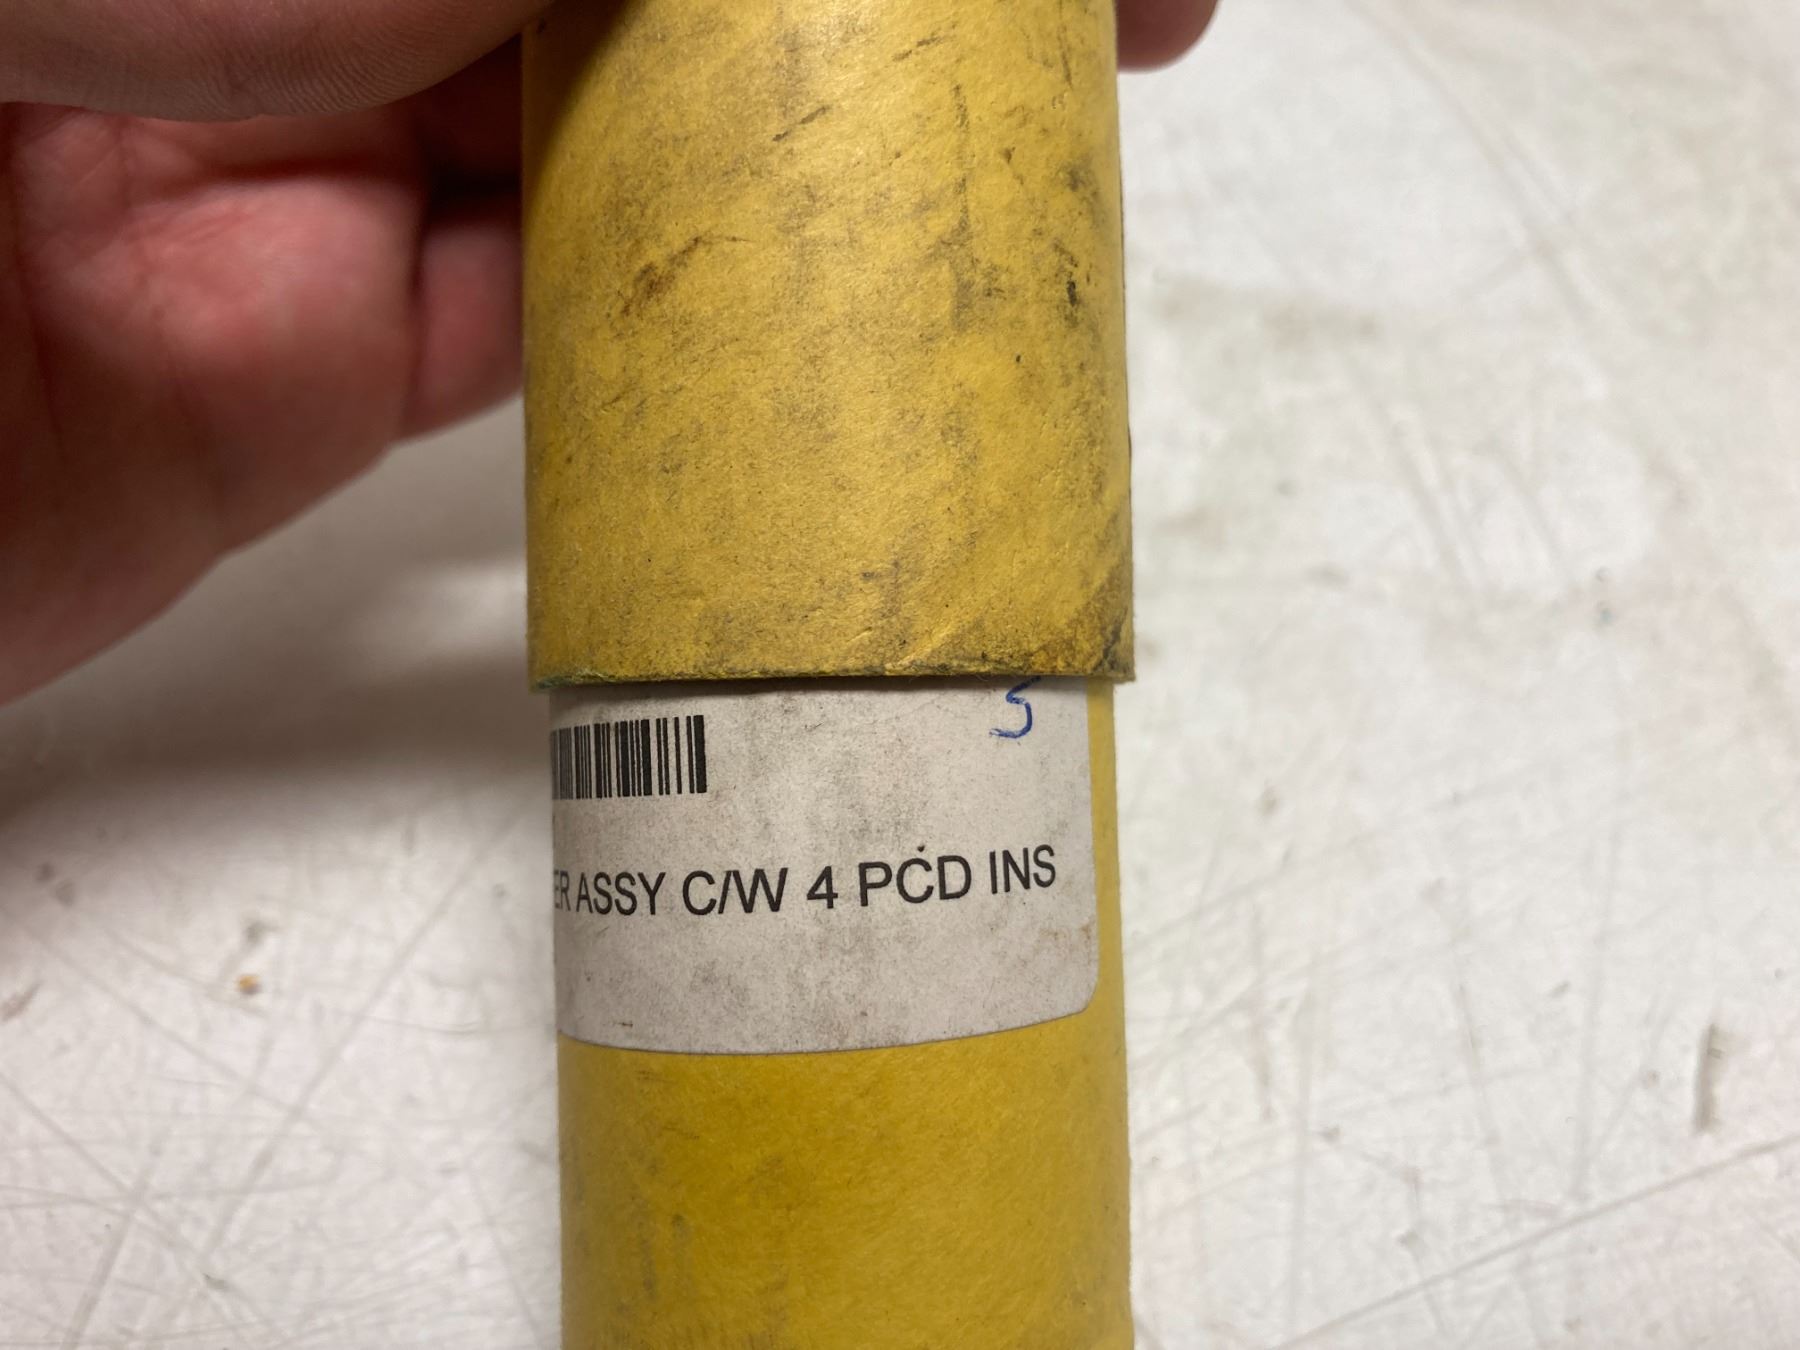 5
ER ASSY C/W 4 PCD INS